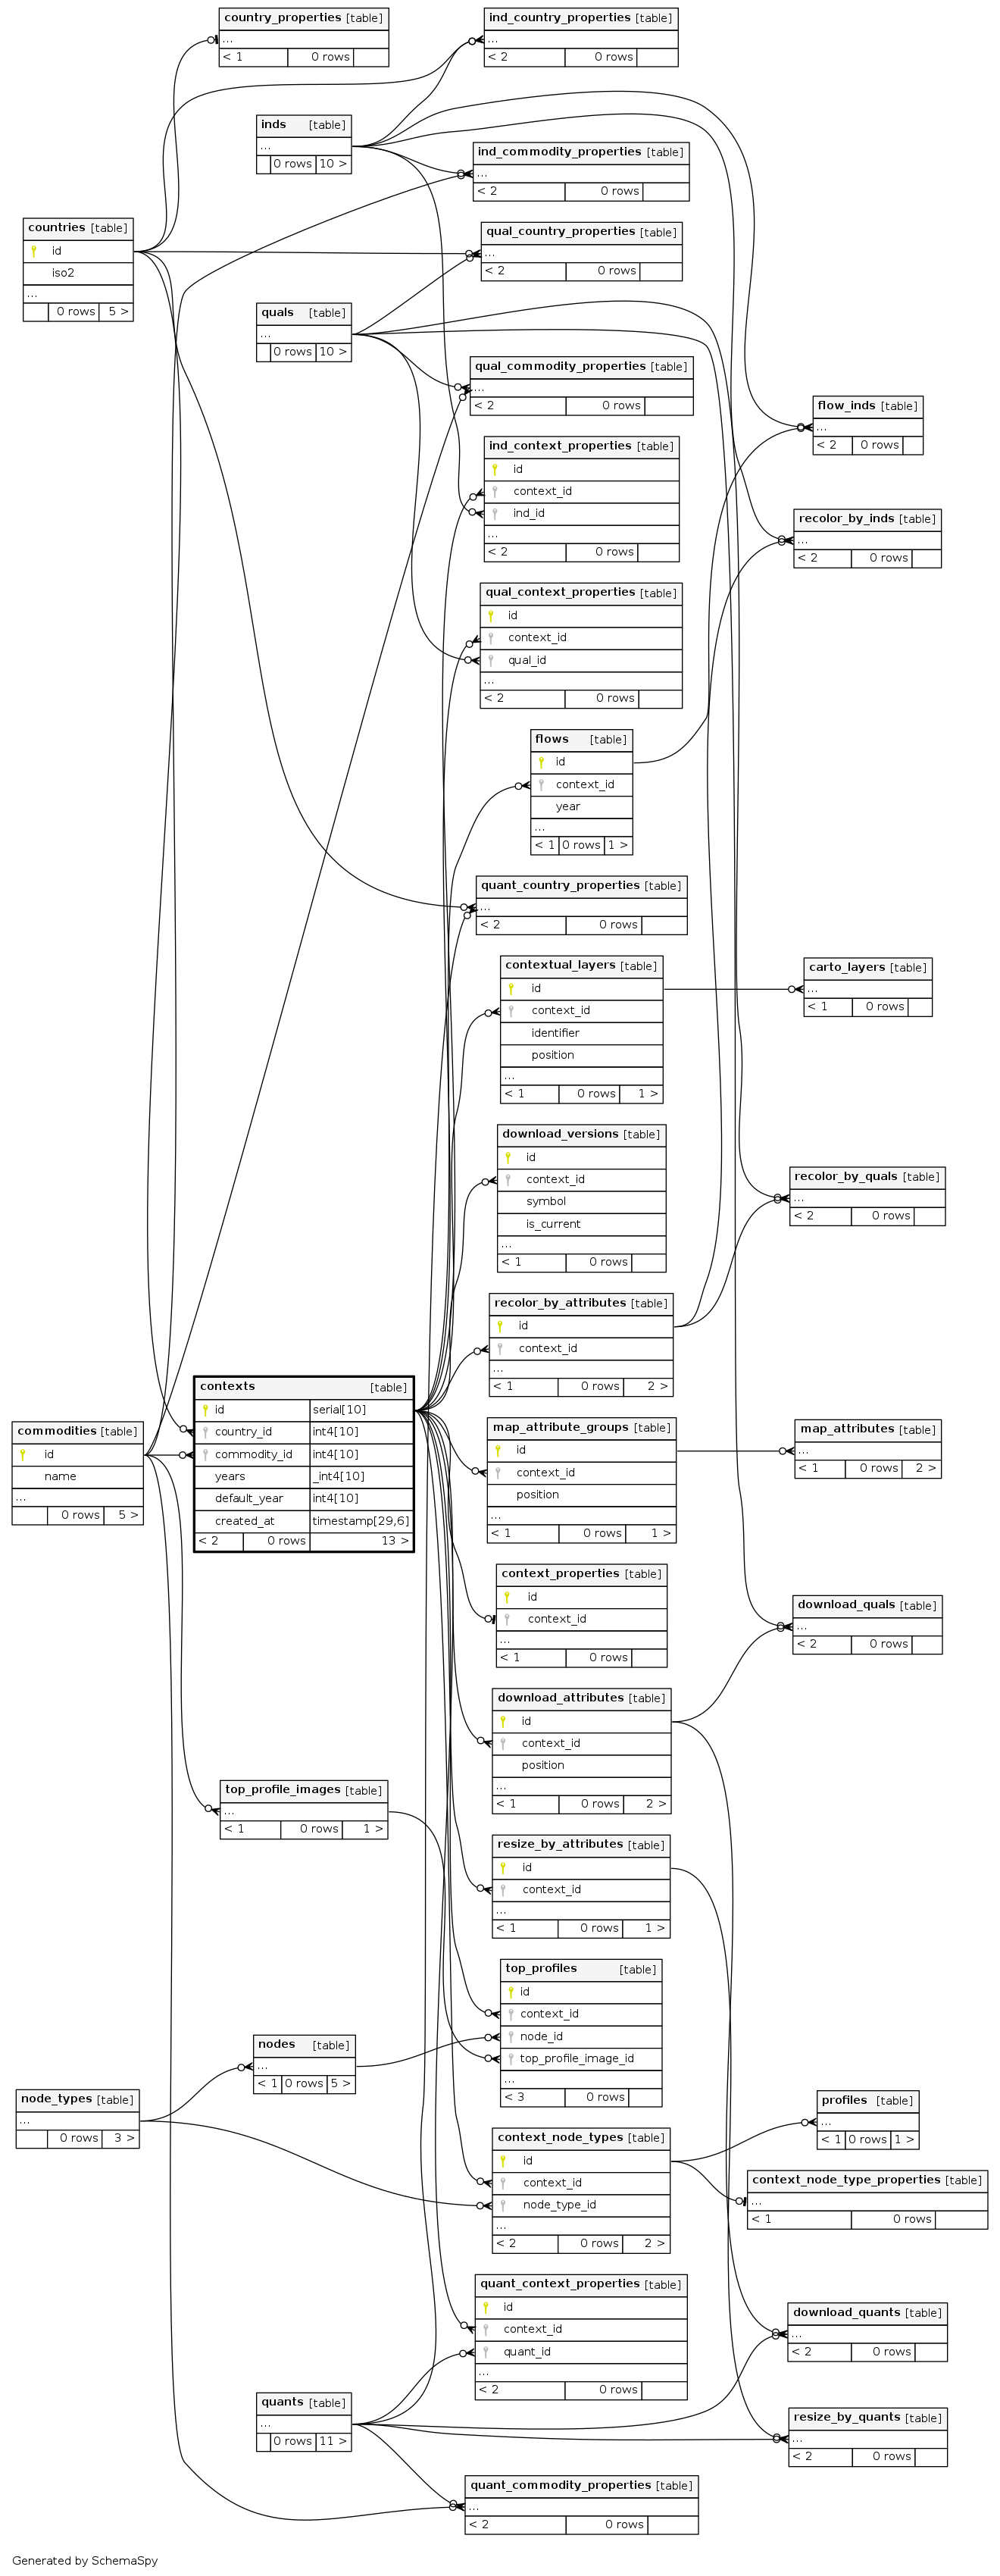 country_properties [table]
...
< 1 0 rows
ind_country_properties [table]
...
< 2 0 rows
inds [table]
...
0 rows 10 >
ind_commodity_properties [table]
...
< 2 0 rows
countries [table]
id
iso2
...
0 rows 5 >
qual_country_properties [table]
...
< 2 0 rows
quals [table]
...
0 rows 10 >
qual_commodity_properties [table]
...
< 2 0 rows
flow_inds [table]
...
< 2 0 rows
ind_context_properties [table]
id
context_id
ind_id
...
< 2 0 rows
recolor_by_inds [table]
...
< 2 0 rows
qual_context_properties [table]
id
context_id
qual_id
...
< 2 0 rows
flows [table]
id
context_id
year
...
< 1 0 rows 1 >
quant_country_properties [table]
...
< 2 0 rows
contextual_layers [table]
id
context_id
identifier
position
...
< 1 0 rows 1 >
carto_layers [table]
...
< 1 0 rows
download_versions [table]
id
context_id
symbol
is_current
...
< 1 0 rows
recolor_by_quals [table]
...
< 2 0 rows
recolor_by_attributes [table]
id
context_id
...
< 1 0 rows 2 >
contexts [table]
id serial[10]
country_id int4[10]
commodity_id int4[10]
years _int4[10]
default_year int4[10]
created_at timestamp[29,6]
< 2 0 rows 13 >
commodities [table]
id
name
...
0 rows 5 >
map_attribute_groups [table]
id
context_id
position
...
< 1 0 rows 1 >
map_attributes [table]
...
< 1 0 rows 2 >
context_properties [table]
id
context_id
...
< 1 0 rows
download_quals [table]
...
< 2 0 rows
download_attributes [table]
id
context_id
position
...
< 1 0 rows 2 >
top_profile_images [table]
...
< 1 0 rows 1 >
resize_by_attributes [table]
id
context_id
...
< 1 0 rows 1 >
top_profiles [table]
id
context_id
node_id
top_profile_image_id
...
< 3 0 rows
nodes [table]
...
< 1 0 rows 5 >
node_types [table]
...
0 rows 3 >
profiles [table]
...
< 1 0 rows 1 >
context_node_types [table]
id
context_id
node_type_id
...
< 2 0 rows 2 >
context_node_type_properties [table]
...
< 1 0 rows
quant_context_properties [table]
id
context_id
quant_id
...
< 2 0 rows
download_quants [table]
...
< 2 0 rows
quants [table]
...
0 rows 11 >
resize_by_quants [table]
...
< 2 0 rows
quant_commodity_properties [table]
...
< 2 0 rows
Generated by SchemaSpy